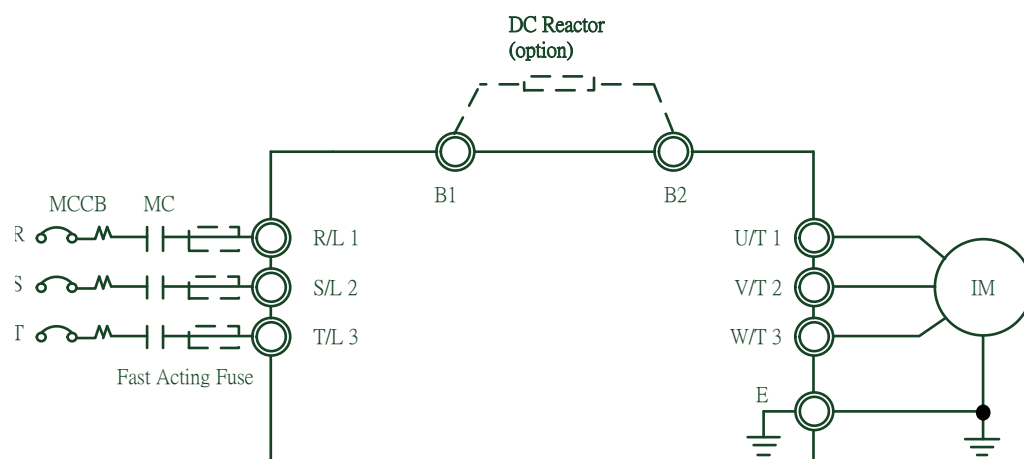 DC Reactor
(option)
B1
B2
MCCB
MC
R
R/L 1
U/T 1
S
S/L 2
V/T 2
IM
T
T/L 3
W/T 3
Fast Acting Fuse
E